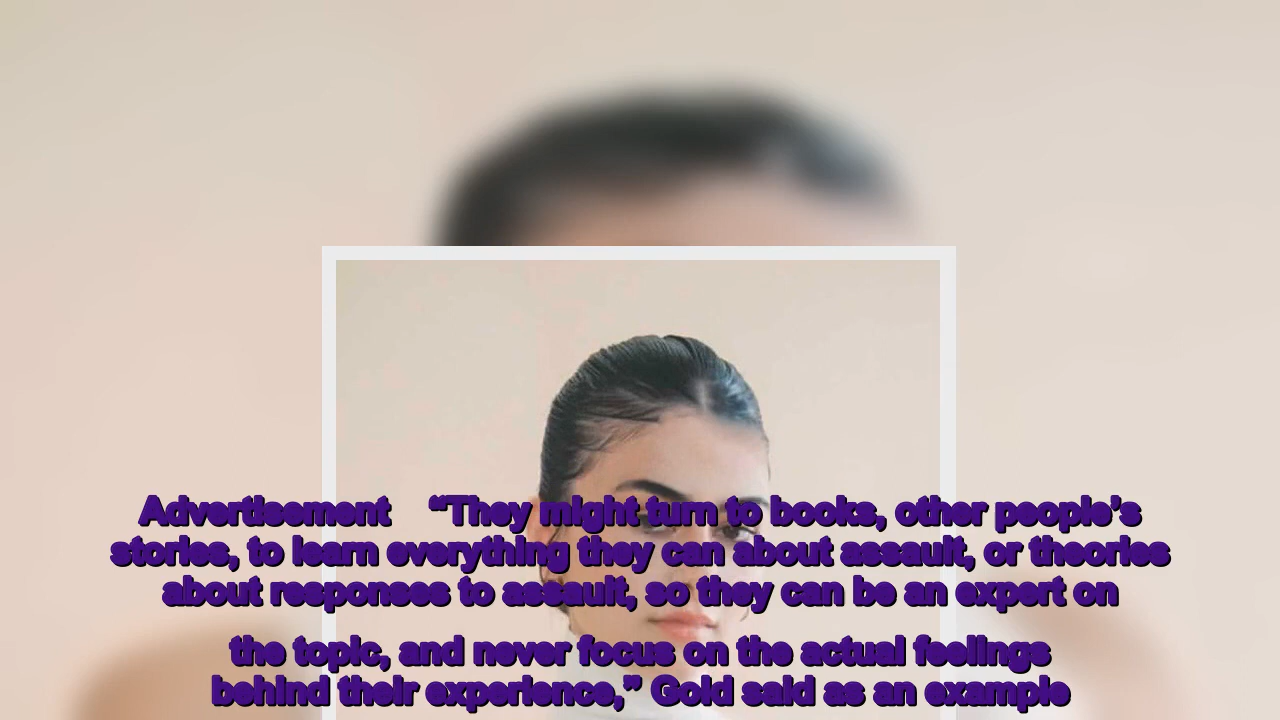 Advertisement “They might turn to books, other people’s
stories, to learn everything they can about assault, or theories
about responses to assault, so they can be an expert on
the topic, and never focus on the actual feelings
behind their experience,” Gold said as an example